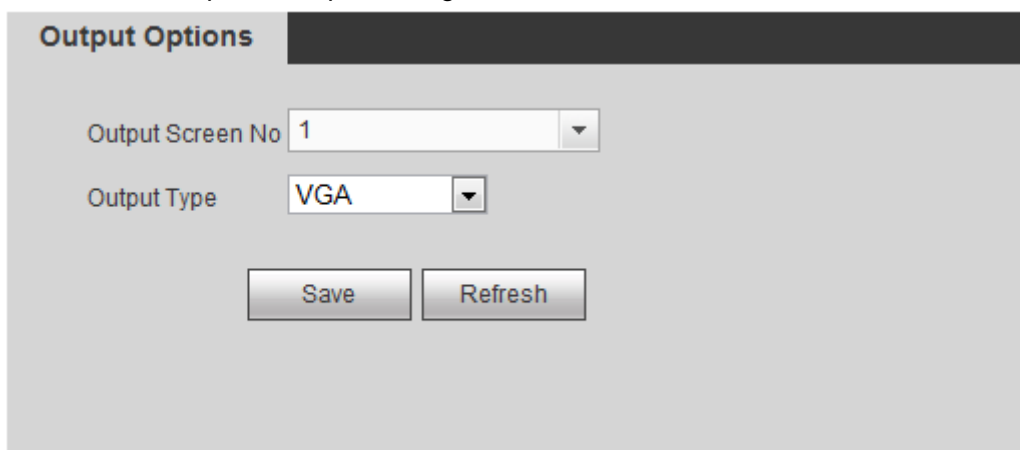 Output Options
Output Screen No 1
Output Type VGA
Save Refresh